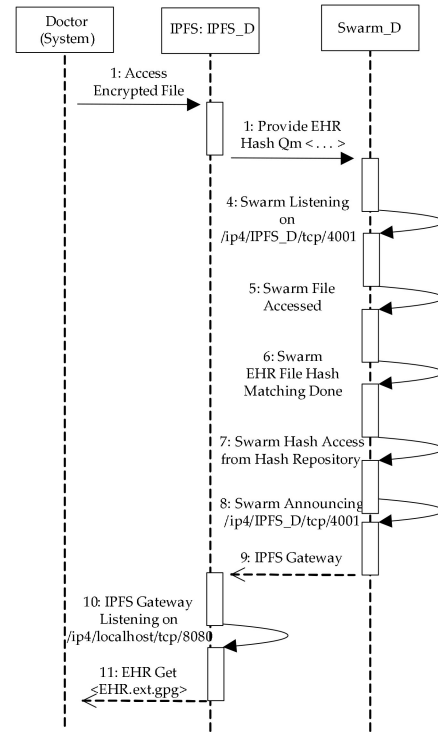 Doctor
(System)
IPFS: IPFS_D
Swarm_D
1: Access
Encrypted File
1: Provide EHR
Hash Qm < . . . >
4: Swarm Listening
on
/ip4/IPFS_D/tcp/4001
5: Swarm File
Accessed
6: Swarm
EHR File Hash
Matching Done
7: Swarm Hash Access
from Hash Repository
8: Swarm Announcing
/ip4/IPFS_D/tcp/4001
9: IPFS Gateway
10: IPFS Gateway
Listening on
/ip4/localhost/tcp/8080
11: EHR Get
<EHR.ext.gpg>